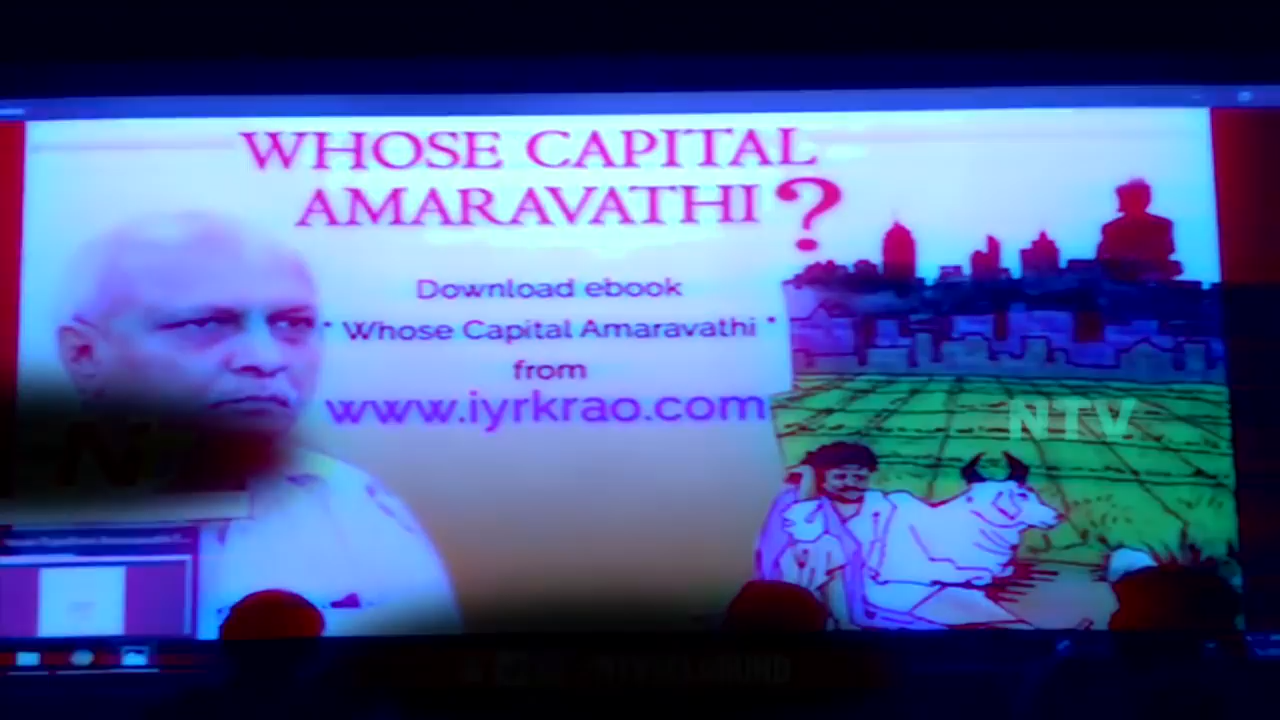 WHOSE CAPITAL
AMARAVATHI ?
Download ebook
" Whose Capital Amaravathi "
from
www.iyrkrao.com
NTV